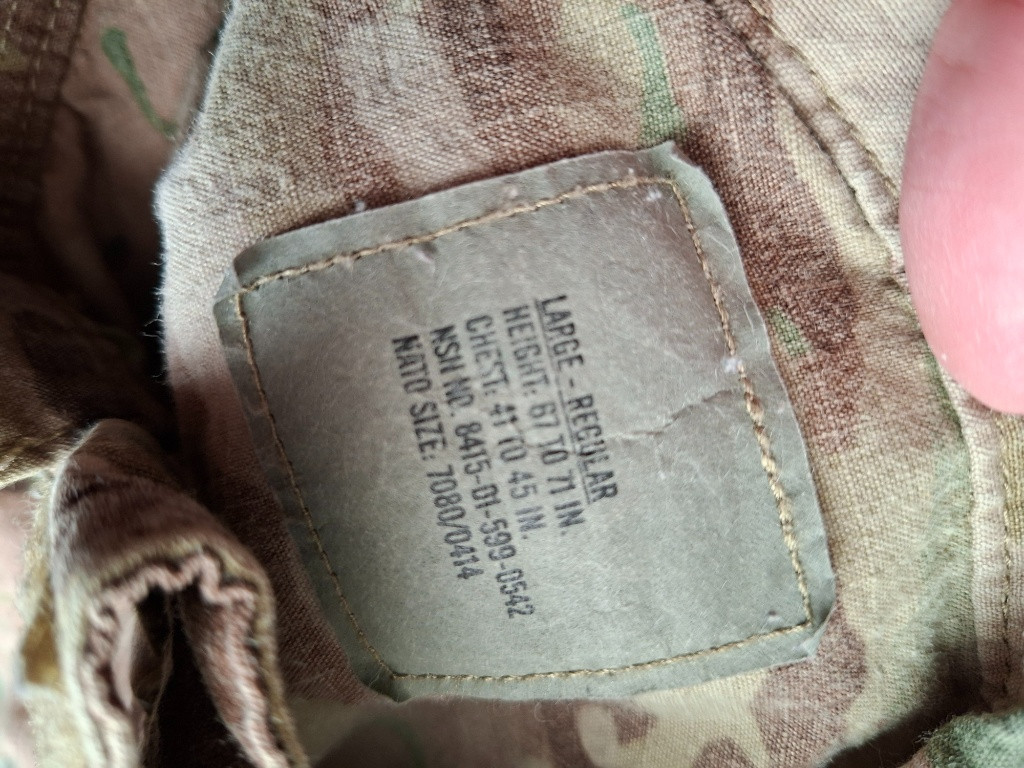 LARGE - REGULAR
HEIGHT: 67 TO 71 IN.
CHEST: 41 TO 45 IN.
NSN NO. 8415-01-599-0542
NATO SIZE: 7080/0414